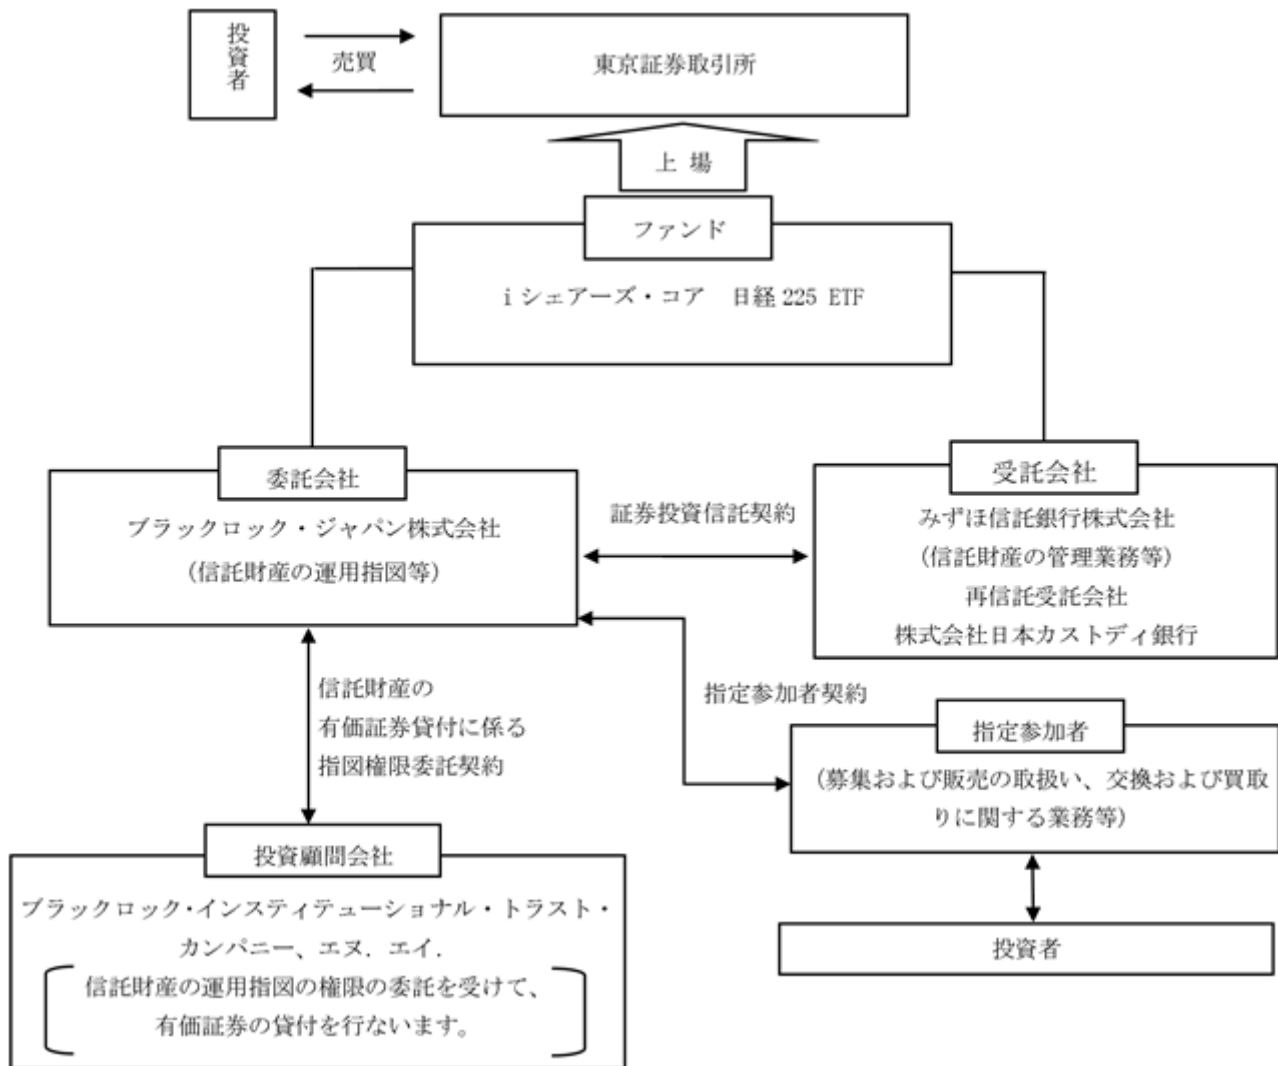 投資者
売買
東京証券取引所
上 場
ファンド
i シェアーズ・コア　日経 225 ETF
委託会社
ブラックロック・ジャパン株式会社
(信託財産の運用指図等)
証券投資信託契約
受託会社
みずほ信託銀行株式会社
(信託財産の管理業務等)
再信託受託会社
株式会社日本カストディ銀行
信託財産の
有価証券貸付に係る
指図権限委託契約
指定参加者契約
指定参加者
(募集および販売の取扱い、交換および買取
りに関する業務等)
投資者
投資顧問会社
ブラックロック・インスティテューショナル・トラスト・
カンパニー、エヌ．エイ．
信託財産の運用指図の権限の委託を受けて、
有価証券の貸付を行ないます。